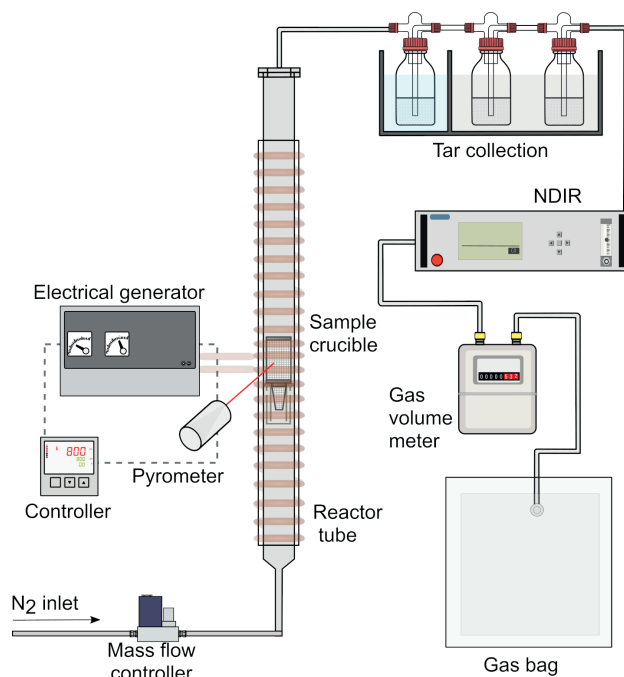 Tar collection
NDIR
Electrical generator
Sample
crucible
Gas
volume
meter
00000537
800
Pyrometer
Controller
Reactor
tube
N2 inlet
Mass flow
controller
Gas bag